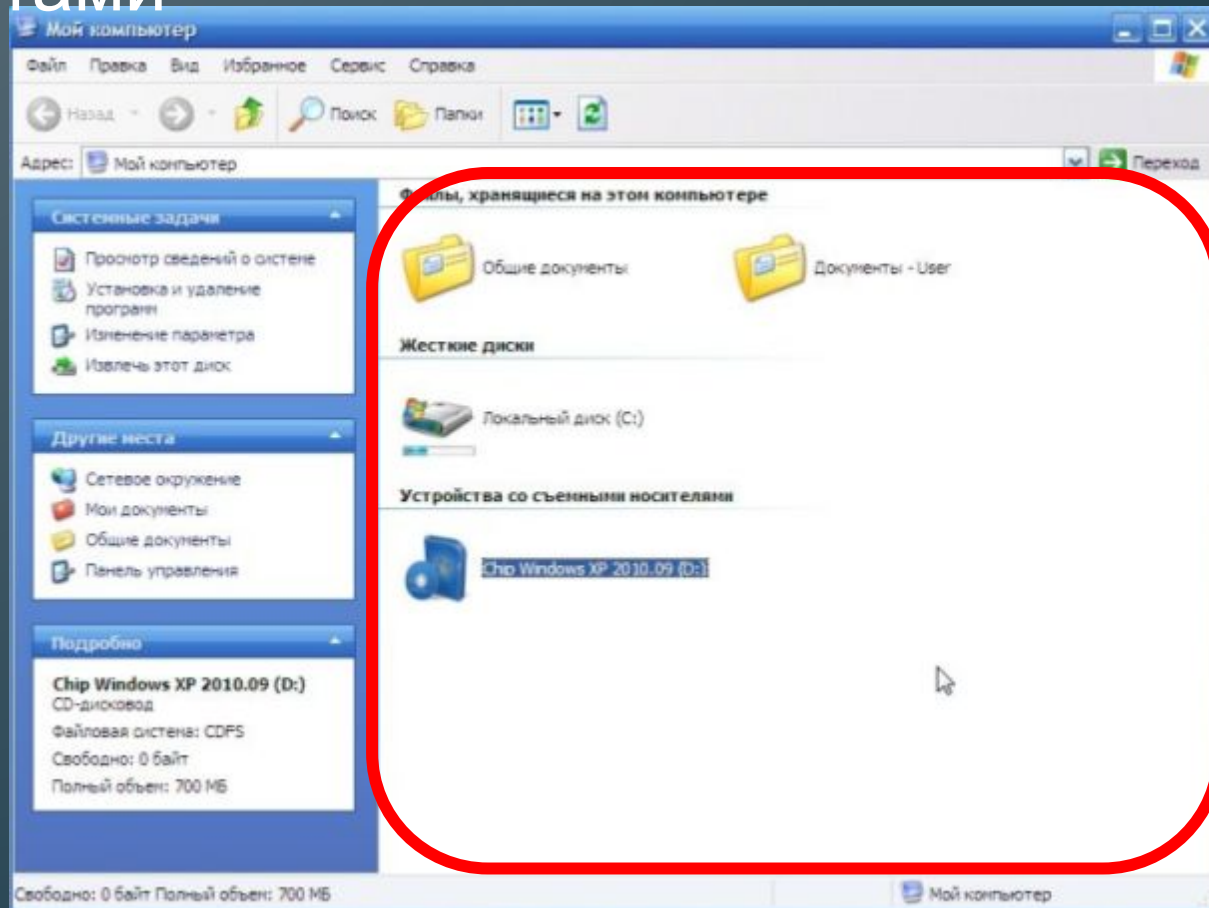 тами
Мой компьютер
Файл Правка Вид Избранное Сервис Справка
Назад Поиск Папки
Адрес: Мой компьютер Переход
Системные задачи
Просмотр сведений о системе
Установка и удаление
программ
Изменение параметра
Извлечь этот диск
Другие места
Сетевое окружение
Мои документы
Общие документы
Панель управления
Подробно
Chip Windows XP 2010.09 (D:)
CD-дисковод
Файловая система: CDFS
Свободно: 0 байт
Полный объем: 700 МБ
Файлы, хранящиеся на этом компьютере
Общие документы
Документы - User
Жесткие диски
Локальный диск (C:)
Устройства со съемными носителями
Chip Windows XP 2010.09 (D:)
Свободно: 0 байт Полный объем: 700 МБ
Мой компьютер